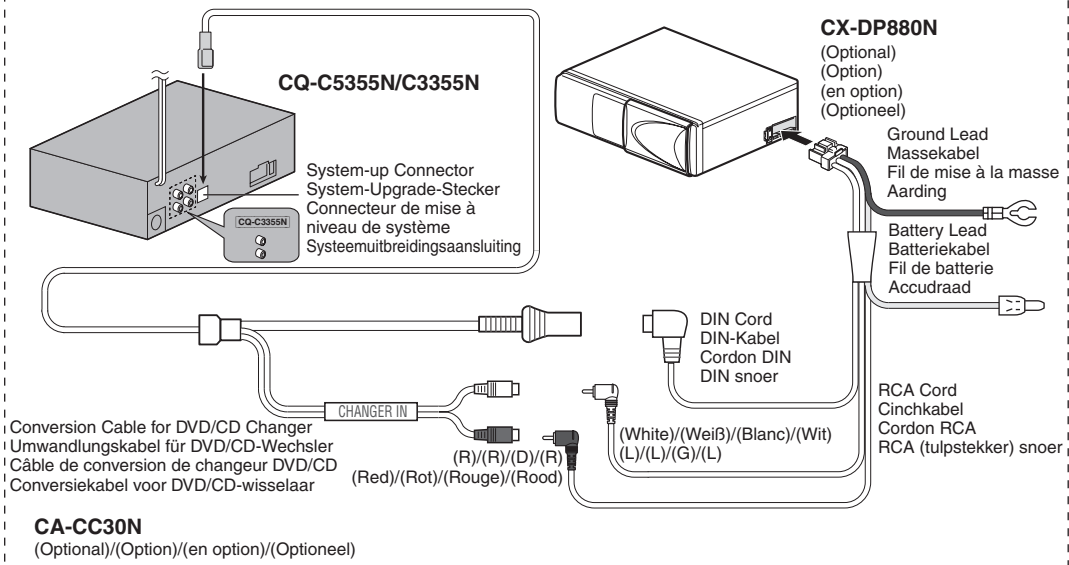 CX-DP880N
(Optional)
(Option)
(en option)
(Optioneel)
CQ-C5355N/C3355N
System-up Connector
System-Upgrade-Stecker
Connecteur de mise à
niveau de système
Systeemuitbreidingsaansluiting
CQ-C3355N
Ground Lead
Massekabel
Fil de mise à la masse
Aarding
Battery Lead
Batteriekabel
Fil de batterie
Accudraad
DIN Cord
DIN-Kabel
Cordon DIN
DIN snoer
RCA Cord
Cinchkabel
Cordon RCA
RCA (tulpstekker) snoer
CHANGER IN
(White)/(Weiß)/(Blanc)/(Wit)
(L)/(L)/(G)/(L)
(R)/(R)/(D)/(R)
(Red)/(Rot)/(Rouge)/(Rood)
Conversion Cable for DVD/CD Changer
Umwandlungskabel für DVD/CD-Wechsler
Câble de conversion de changeur DVD/CD
Conversiekabel voor DVD/CD-wisselaar
CA-CC30N
(Optional)/(Option)/(en option)/(Optioneel)